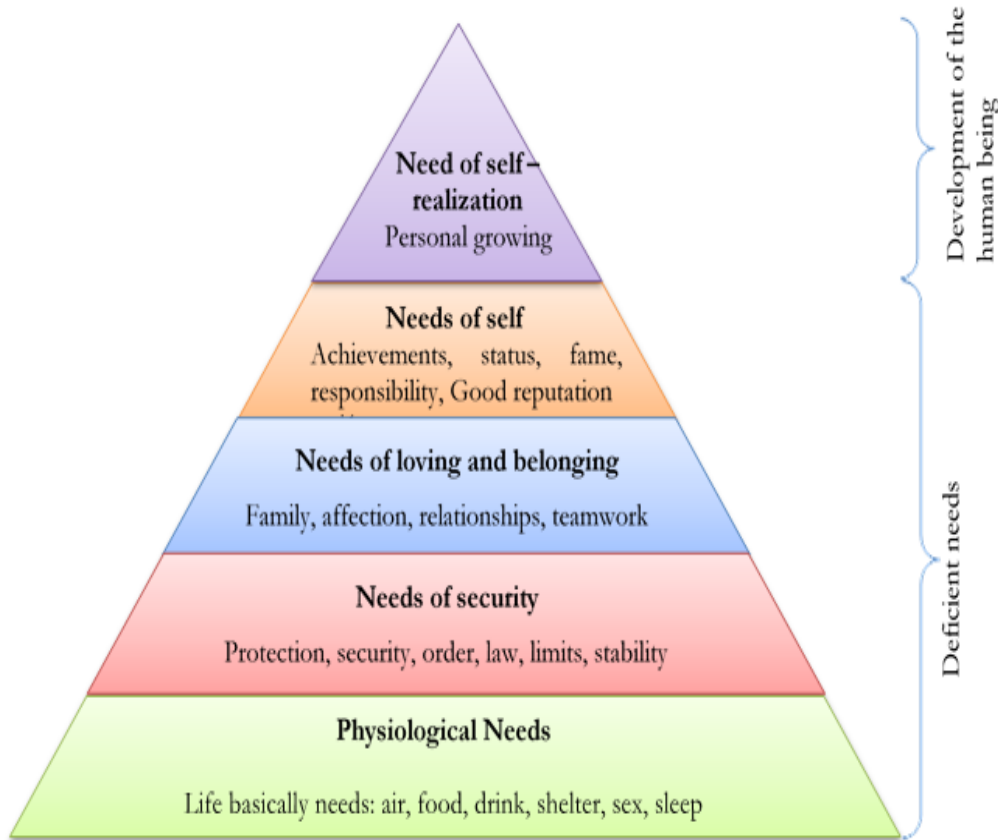 Need of self–
realization
Personal growing
Needs of self
Achievements, status, fame,
responsibility, Good reputation
Needs of loving and belonging
Family, affection, relationships, teamwork
Needs of security
Protection, security, order, law, limits, stability
Physiological Needs
Life basically needs: air, food, drink, shelter, sex, sleep
Development of the
human being
Deficient needs